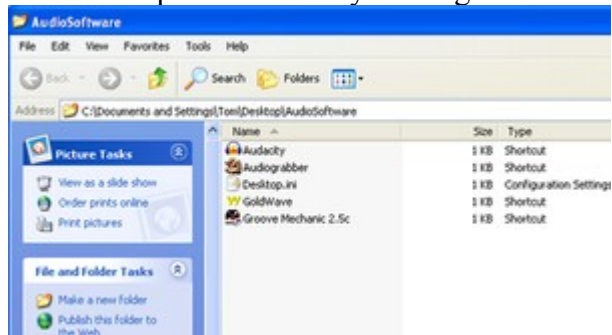 AudioSoftware
File Edit View Favorites Tools Help
Back Search Folders
Address C:\Documents and Settings\Tom\Desktop\AudioSoftware
Name Size Type
Picture Tasks
View as a slide show
Order prints online
Print pictures
File and Folder Tasks
Make a new folder
Publish this folder to
the Web
Audacity 1 KB Shortcut
Audiograbber 1 KB Shortcut
Desktop.ini 1 KB Configuration Settings
GoldWave 1 KB Shortcut
Groove Mechanic 2.5c 1 KB Shortcut